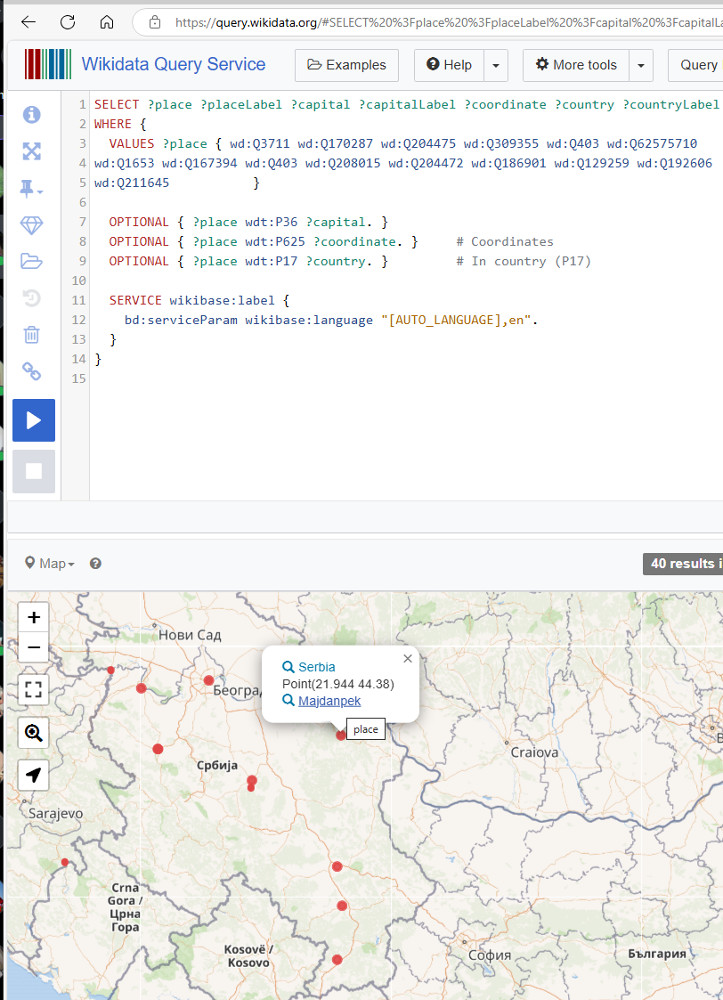 https://query.wikidata.org/#SELECT%20%3Fplace%20%3FplaceLabel%20%3Fcapital%20%3FcapitalLa
Wikidata Query Service
Examples
Help
More tools
Query
1 SELECT ?place ?placeLabel ?capital ?capitalLabel ?coordinate ?country ?countryLabel
2 WHERE {
3 VALUES ?place { wd:Q3711 wd:Q170287 wd:Q204475 wd:Q309355 wd:Q403 wd:Q62575710
4 wd:Q1653 wd:Q167394 wd:Q403 wd:Q208015 wd:Q204472 wd:Q186901 wd:Q129259 wd:Q192606
5 wd:Q211645 }
6
7 OPTIONAL { ?place wdt:P36 ?capital. }
8 OPTIONAL { ?place wdt:P625 ?coordinate. } # Coordinates
9 OPTIONAL { ?place wdt:P17 ?country. } # In country (P17)
10
11 SERVICE wikibase:label {
12 bd:serviceParam wikibase:language "[AUTO_LANGUAGE],en".
13 }
14 }
15
Map
40 results i
+
−
Нови Сад
Serbia
Point(21.944 44.38)
Majdanpek
×
place
Београ
Србија
Craiova
Sarajevo
Crna
Gora /
Црна
Гора
Kosovë /
Kosovo
София
България